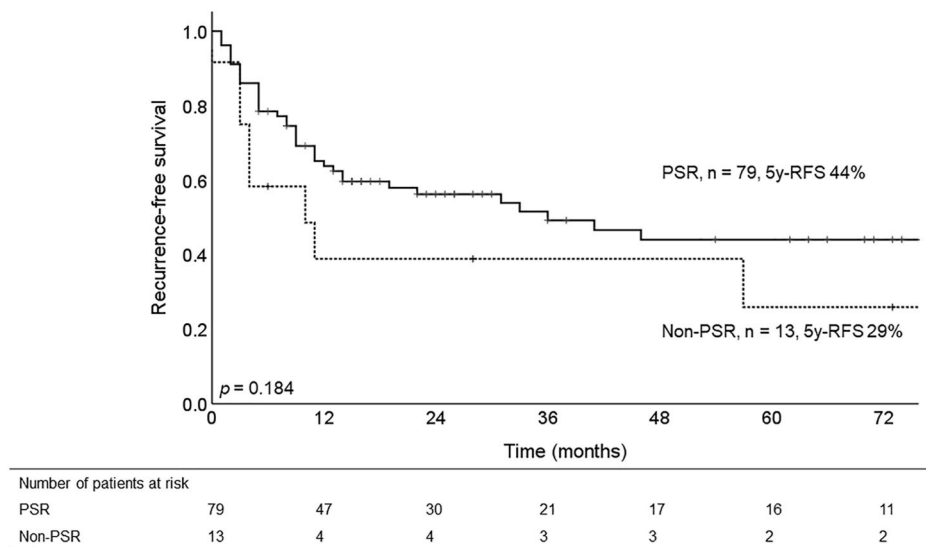 Recurrence-free survival
1.0
0.8
0.6
0.4
0.2
0.0
PSR, n = 79, 5y-RFS 44%
Non-PSR, n = 13, 5y-RFS 29%
p = 0.184
0 12 24 36 48 60 72
Time (months)
Number of patients at risk
PSR 79 47 30 21 17 16 11
Non-PSR 13 4 4 3 3 2 2